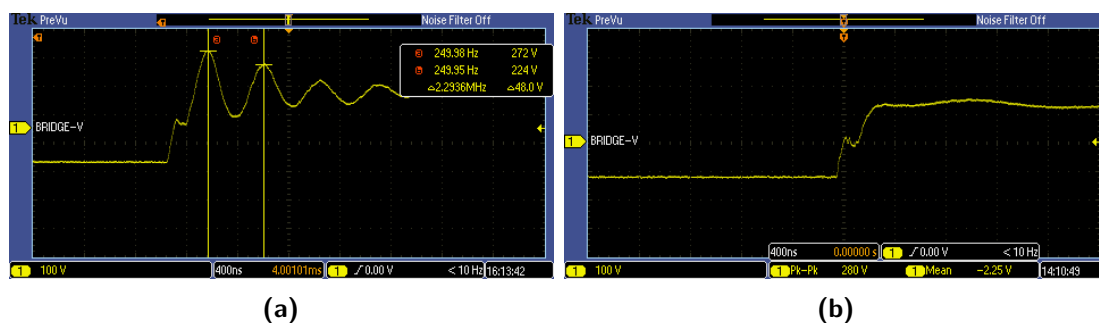 Tek PreVu Noise Filter Off
a b
a 249.98 Hz 272 V
b 249.95 Hz 224 V
△2.2936MHz △48.0 V
1 BRIDGE-V
1 100 V 400ns 4.00101ms 1 ∫ 0.00 V < 10 Hz 16:13:42
(a)
Tek PreVu Noise Filter Off
1 BRIDGE-V
400ns 0.00000 s 1 ∫ 0.00 V < 10 Hz
1 100 V 1 Pk-Pk 280 V 1 Mean -2.25 V 14:10:49
(b)